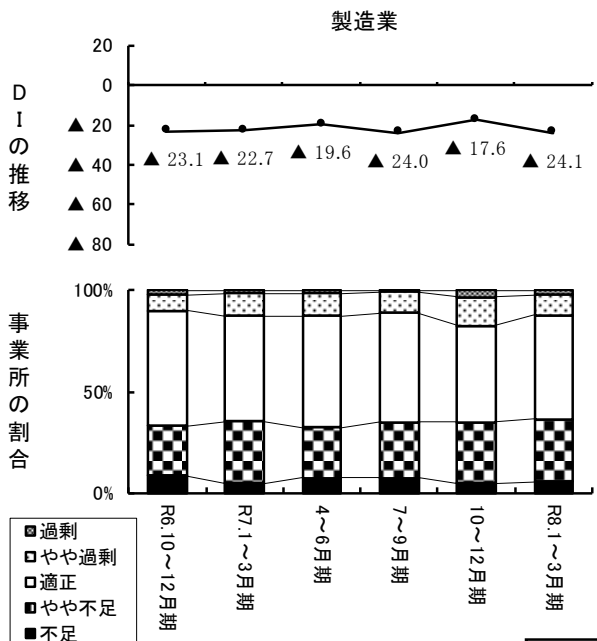 製造業
DIの推移
20
0
▲ 20
▲ 40
▲ 60
▲ 80
▲ 23.1
▲ 22.7
▲ 19.6
▲ 24.0
▲ 17.6
▲ 24.1
事業所の割合
100%
50%
0%
R6.10～12月期
R7.1～3月期
4～6月期
7～9月期
10～12月期
R8.1～3月期
過剰
やや過剰
適正
やや不足
不足